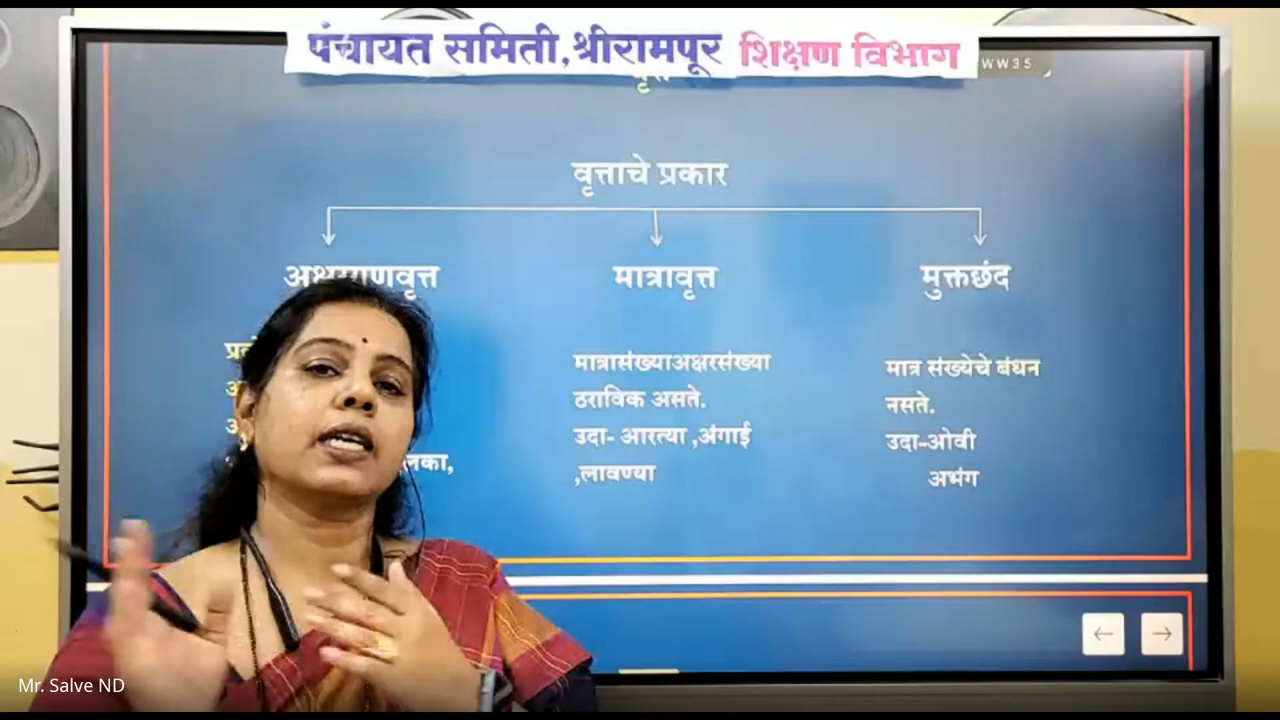 पंचायत समिती,श्रीरामपूर शिक्षण विभाग
WW35
वृत्त
वृत्ताचे प्रकार
मात्रावृत्त मुक्तछंद
मात्रासंख्याअक्षरसंख्या
ठराविक असते.
उदा- आरत्या ,अंगाई
,लावण्या
मात्र संख्येचे बंधन
नसते.
उदा-ओवी
अभंग
Mr. Salve ND